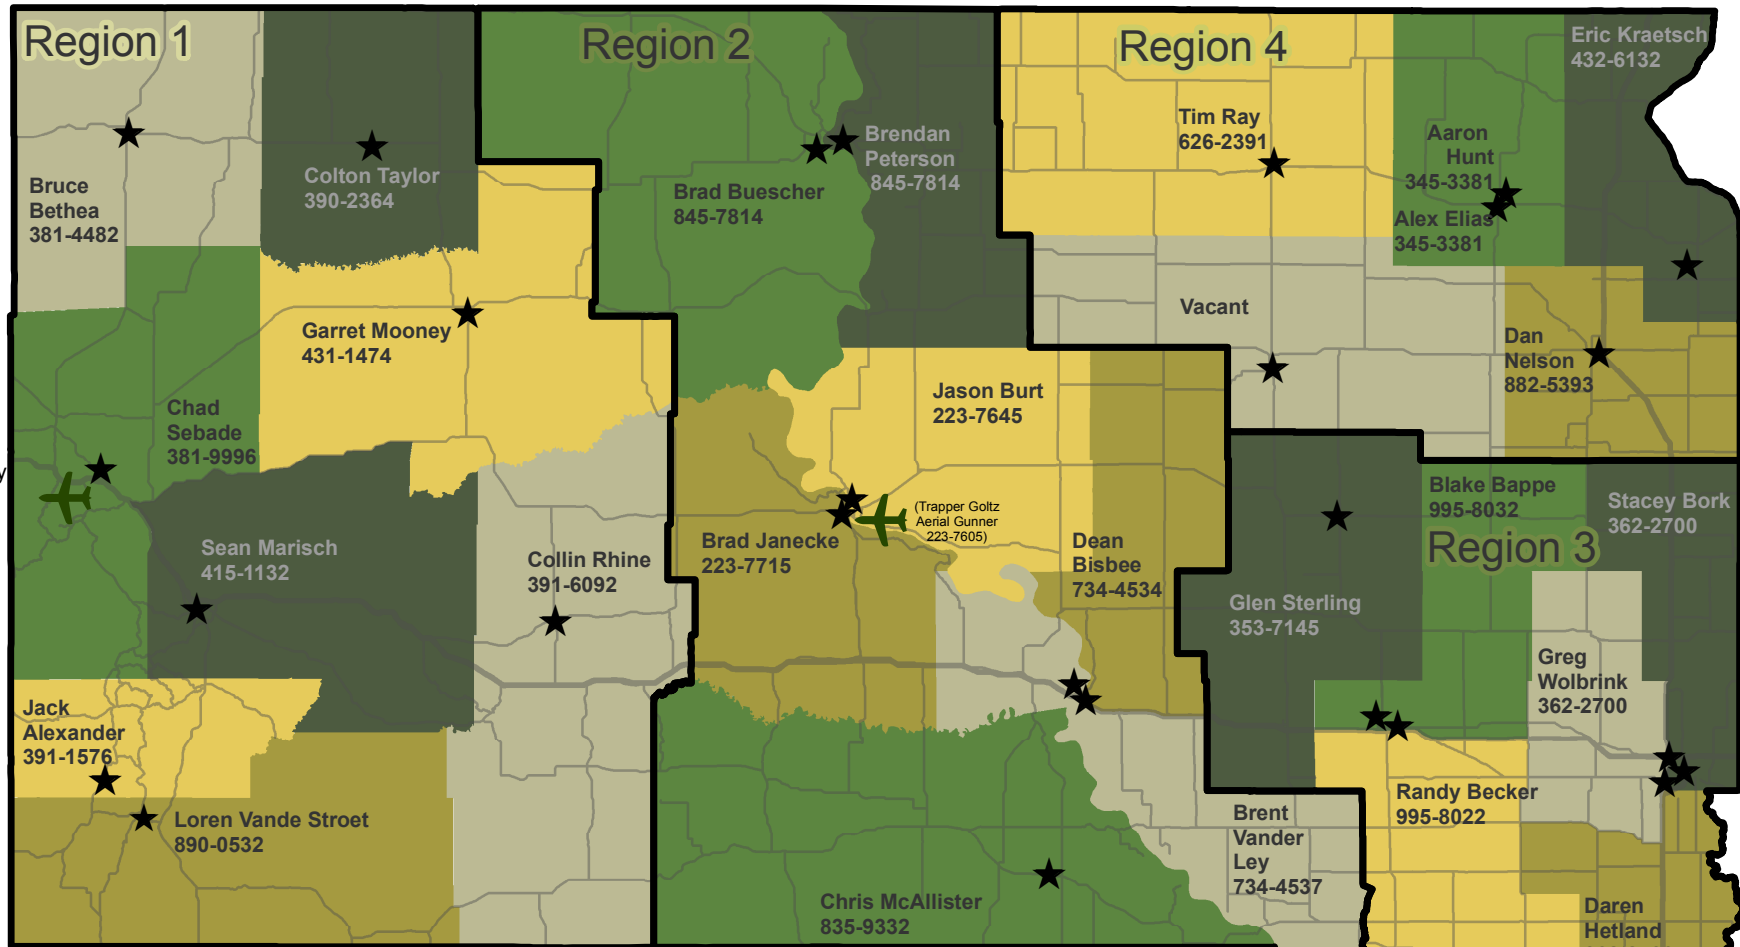 Region 1
Bruce
Bethea
381-4482
Colton Taylor
390-2364
Garret Mooney
431-1474
Chad
Sebade
381-9996
y
Sean Marisch
415-1132
Collin Rhine
391-6092
Jack
Alexander
391-1576
Loren Vande Stroet
890-0532
Region 2
Brad Buescher
845-7814
Brendan
Peterson
845-7814
Jason Burt
223-7645
(Trapper Goltz
Aerial Gunner
223-7605)
Brad Janecke
223-7715
Dean
Bisbee
734-4534
Chris McAllister
835-9332
Brent
Vander
Ley
734-4537
Region 4
Tim Ray
626-2391
Aaron
Hunt
345-3381
Alex Elias
345-3381
Eric Kraetsch
432-6132
Vacant
Dan
Nelson
882-5393
Region 3
Blake Bappe
995-8032
Stacey Bork
362-2700
Glen Sterling
353-7145
Greg
Wolbrink
362-2700
Randy Becker
995-8022
Daren
Hetland